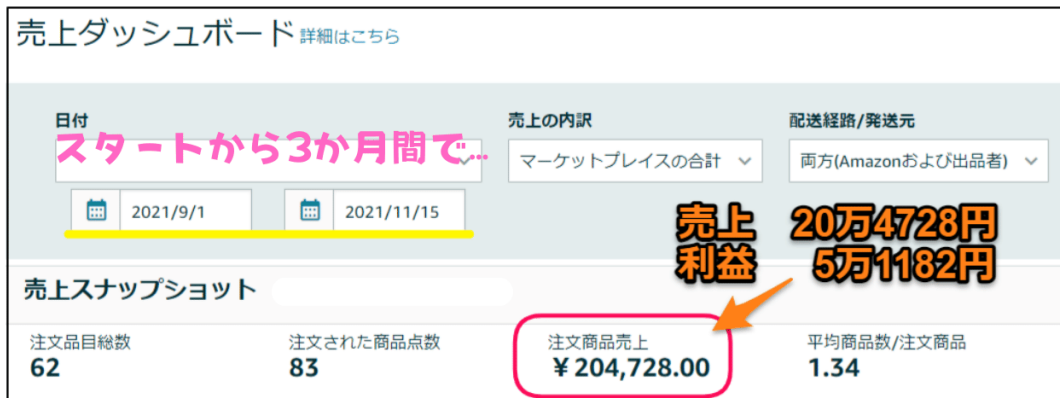 売上ダッシュボード 詳細はこちら
日付 売上の内訳 配送経路/発送元
スタートから3か月間で… マーケットプレイスの合計 両方(Amazonおよび出品者)
2021/9/1 2021/11/15
売上 20万4728円
利益 5万1182円
売上スナップショット
注文品目総数 注文された商品点数 注文商品売上 平均商品数/注文商品
62 83 ¥204,728.00 1.34